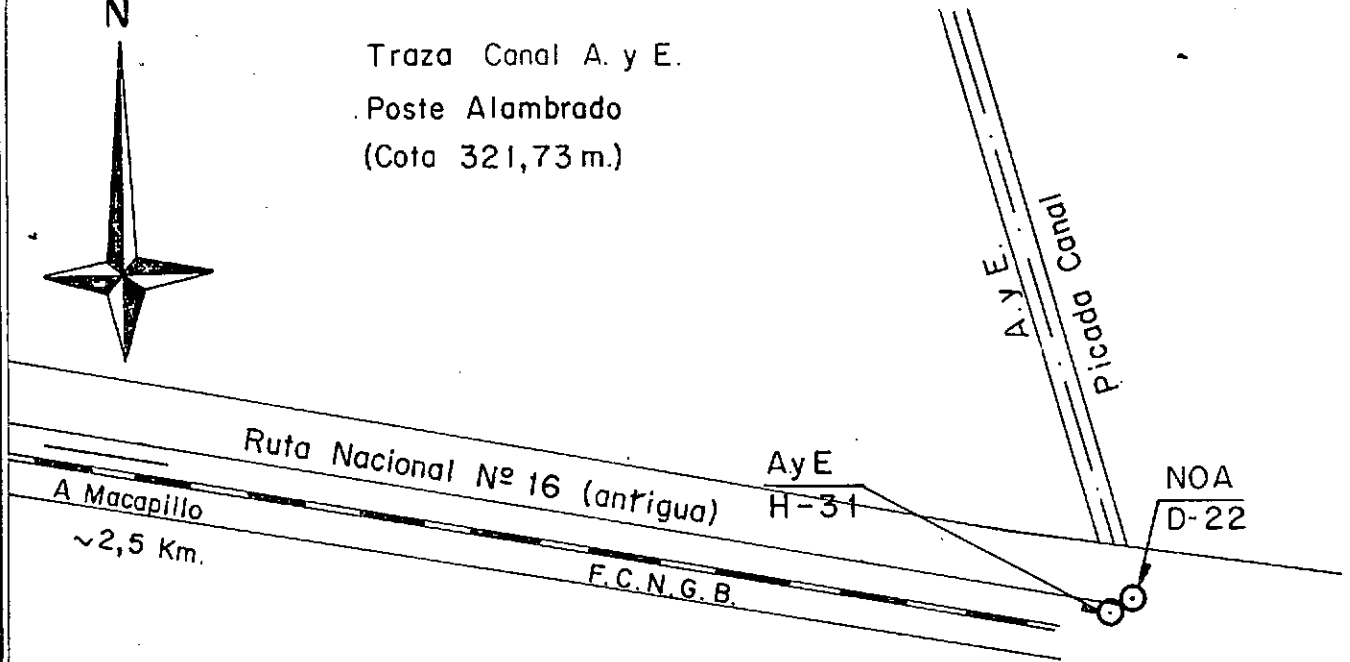 N
Traza Canal A. y E.
Poste Alambrado
(Cota 321,73 m.)
A. y E.
Picada Canal
Ruta Nacional Nº 16 (antigua)
A y E
H-31
NOA
D-22
A Macapillo
~2,5 Km.
F.C.N.G.B.